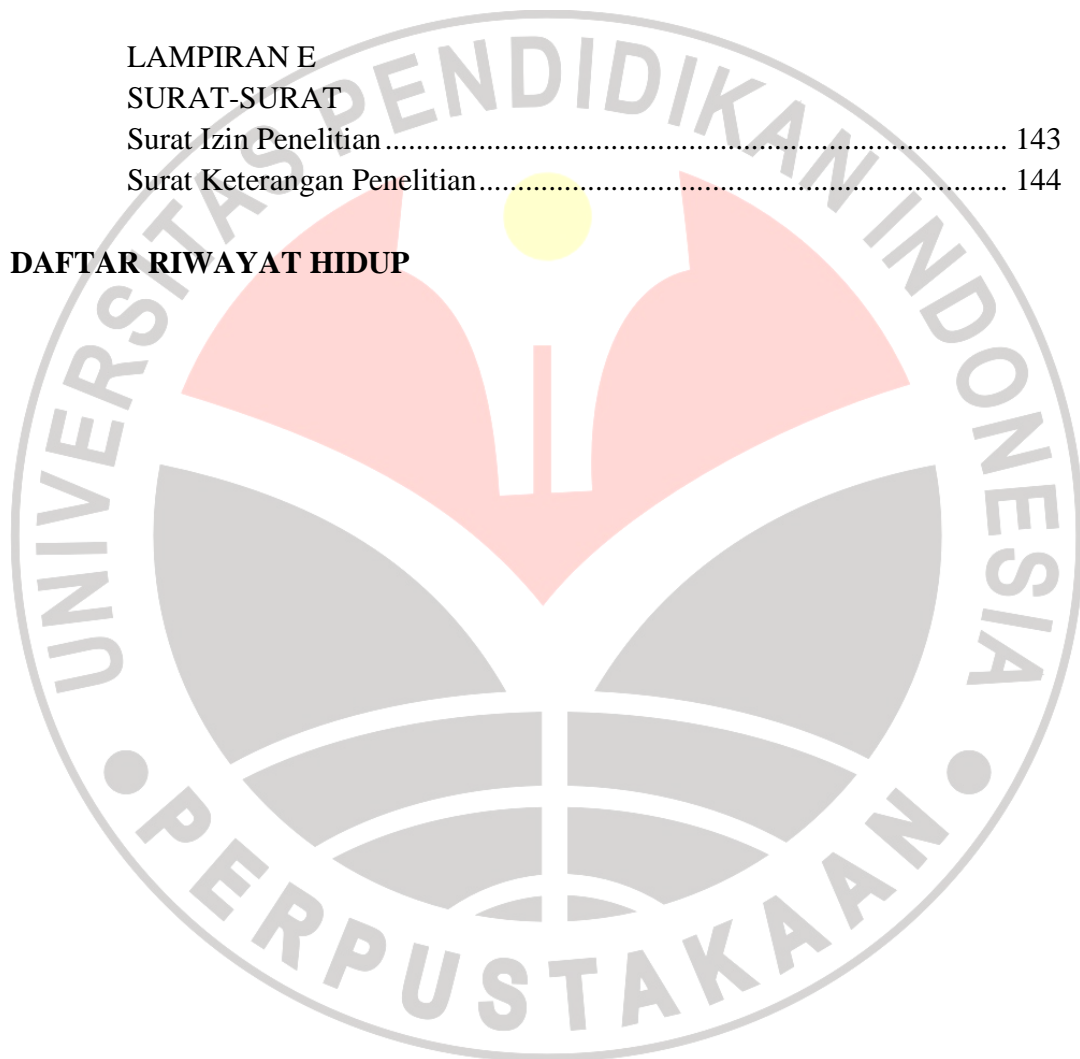 LAMPIRAN E
SURAT-SURAT
Surat Izin Penelitian ................................................................................ 143
Surat Keterangan Penelitian.................................................................... 144
DAFTAR RIWAYAT HIDUP
UNIVERSITAS PENDIDIKAN INDONESIA
PERPUSTAKAAN